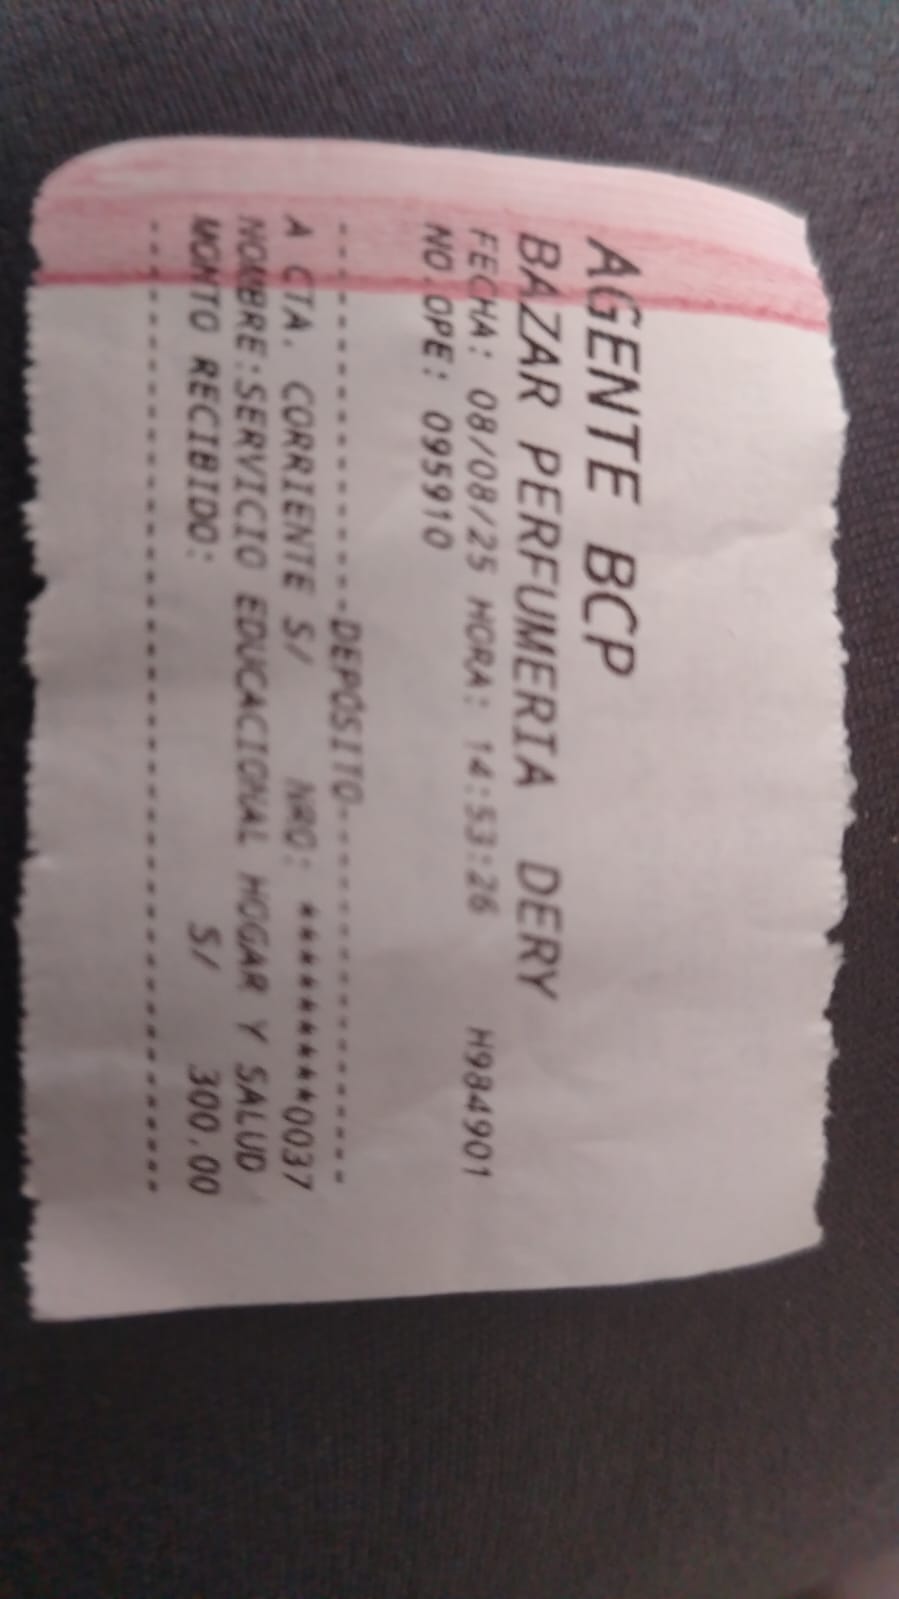 AGENTE BCP
BAZAR PERFUMERIA DERY
FECHA: 08/08/25 HORA: 14:53:26 H984901
NO.OPE: 095910
-----------------DEPÓSITO-----------------
A CTA. CORRIENTE S/ NRO: **********0037
NOMBRE:SERVICIO EDUCACIONAL HOGAR Y SALUD
MONTO RECIBIDO: S/ 300.00
------------------------------------------